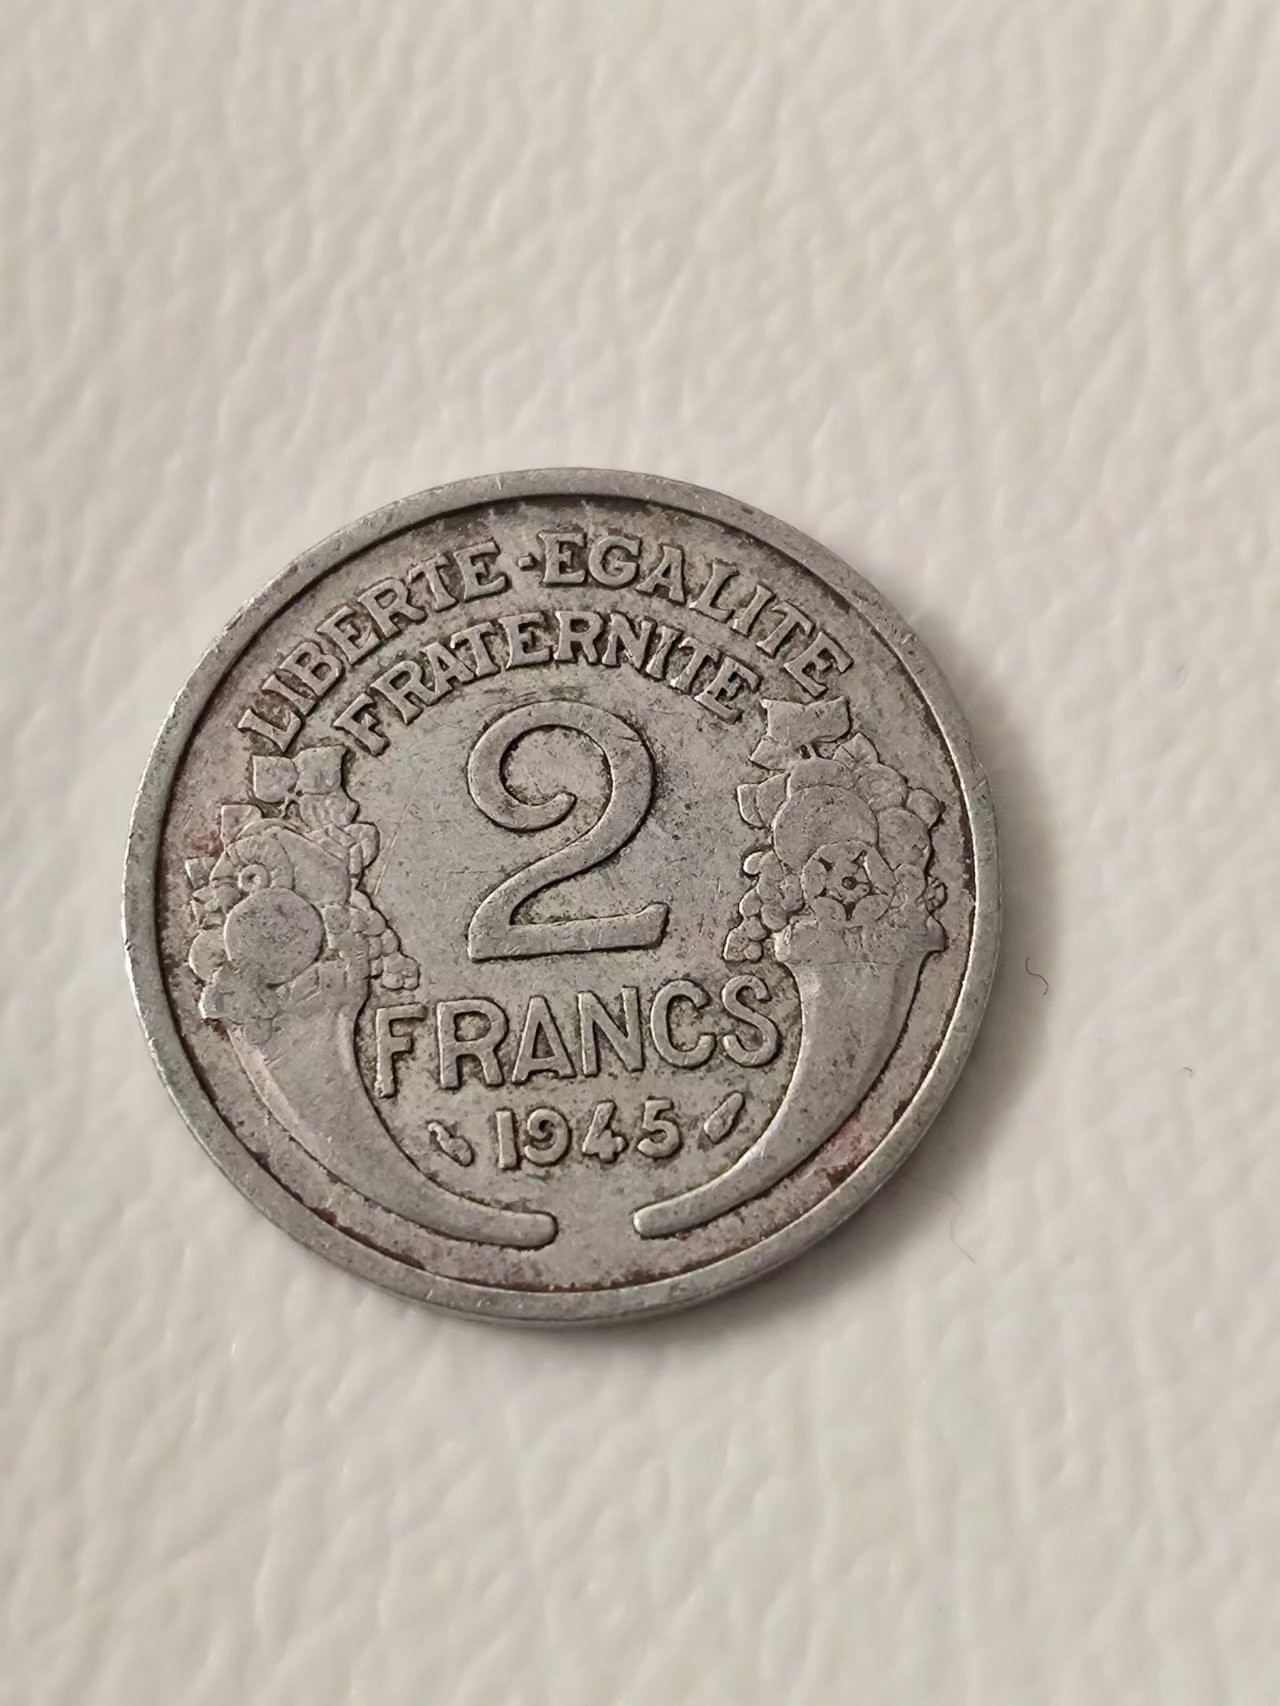 LIBERTE-EGALITE
FRATERNITE
2
FRANCS
1945